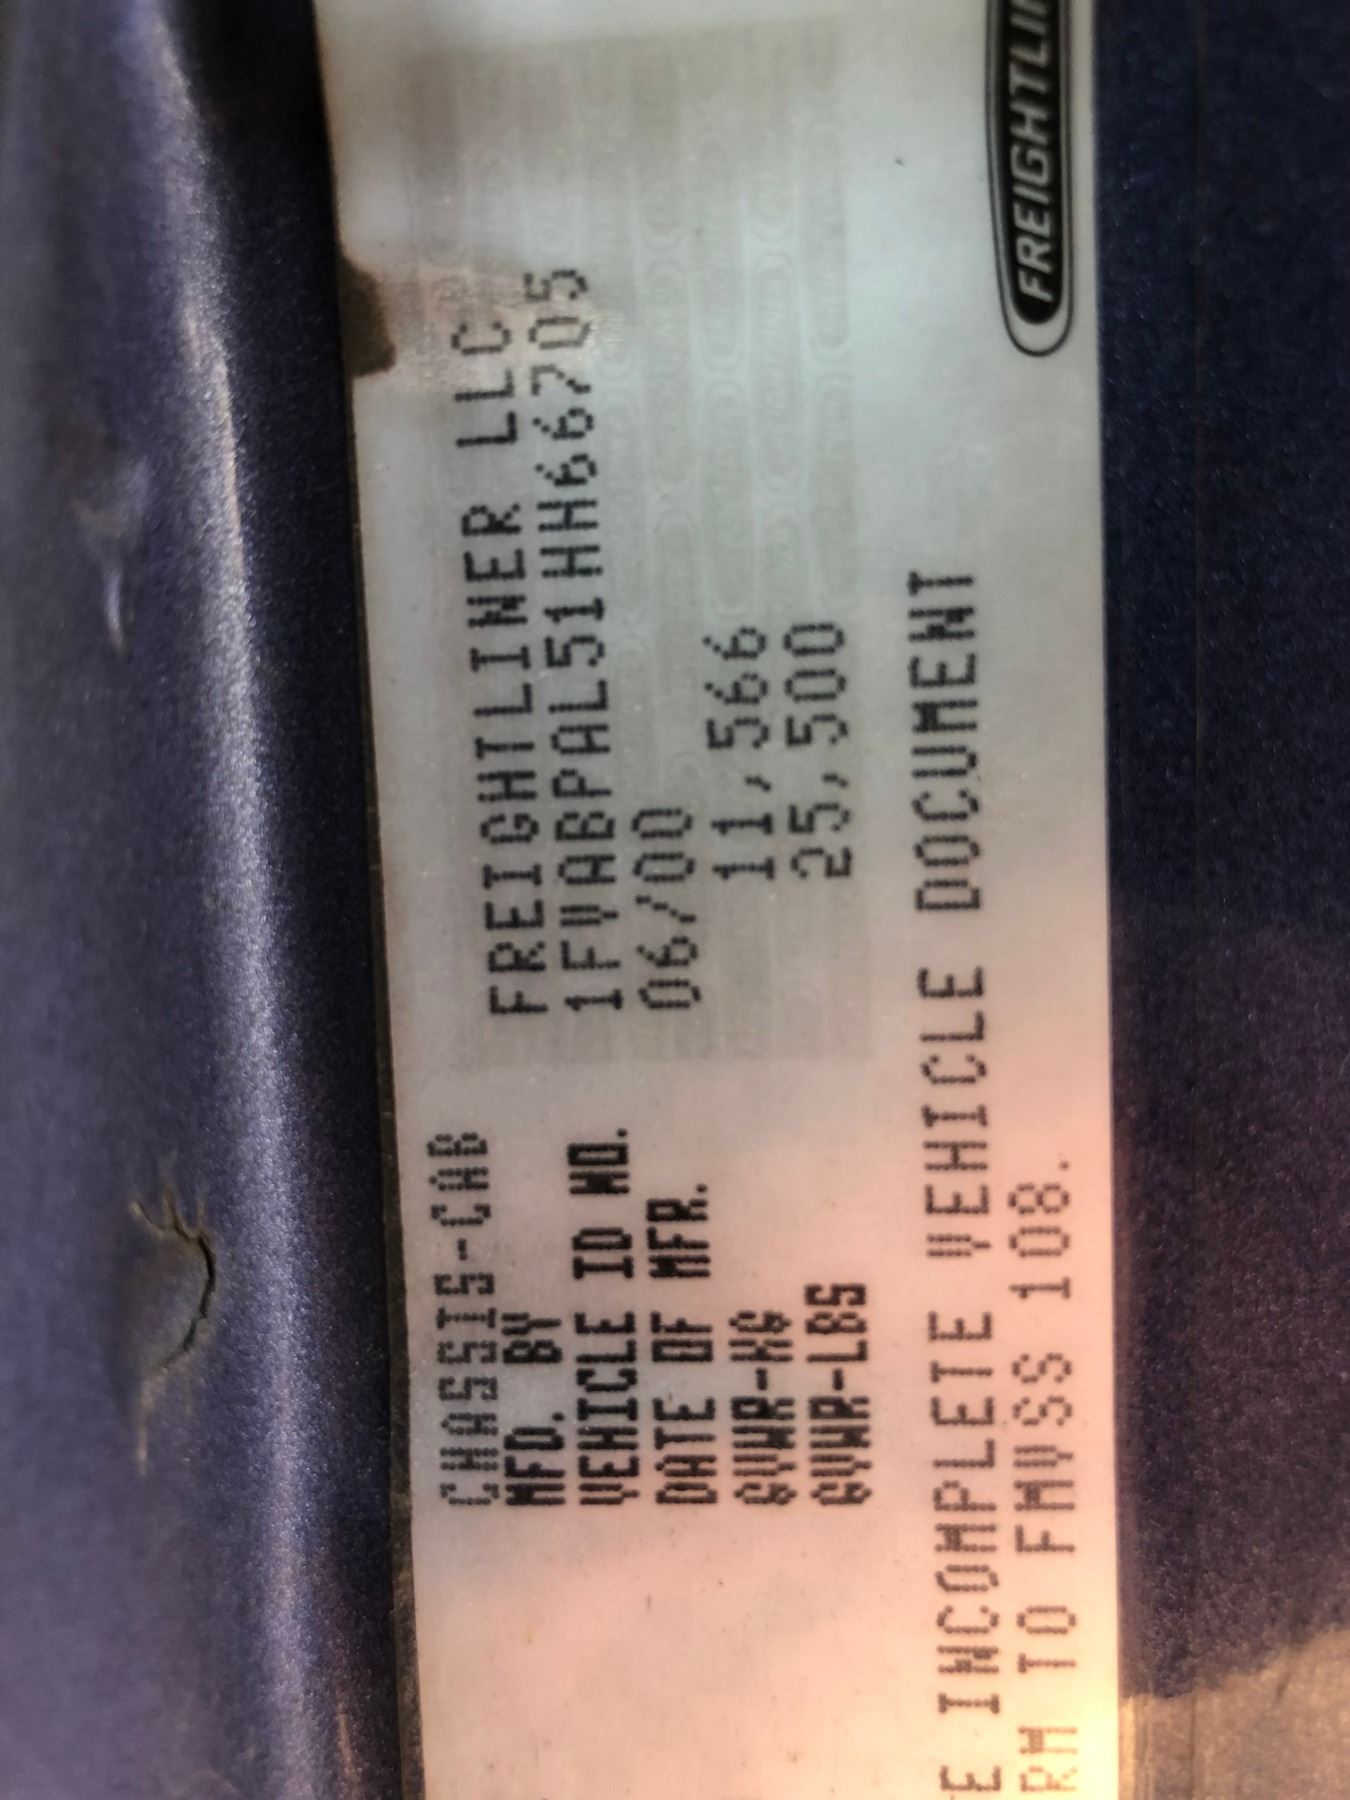 CHASSIS-CAB
MFD. BY FREIGHTLINER LLC
VEHICLE ID NO. 1FVABPAL51HH66705
DATE OF MFR. 06/00
GVWR-KG 11,566
GVWR-LBS 25,500
E INCOMPLETE VEHICLE DOCUMENT
RM TO FMVSS 108.
FREIGHTLIN